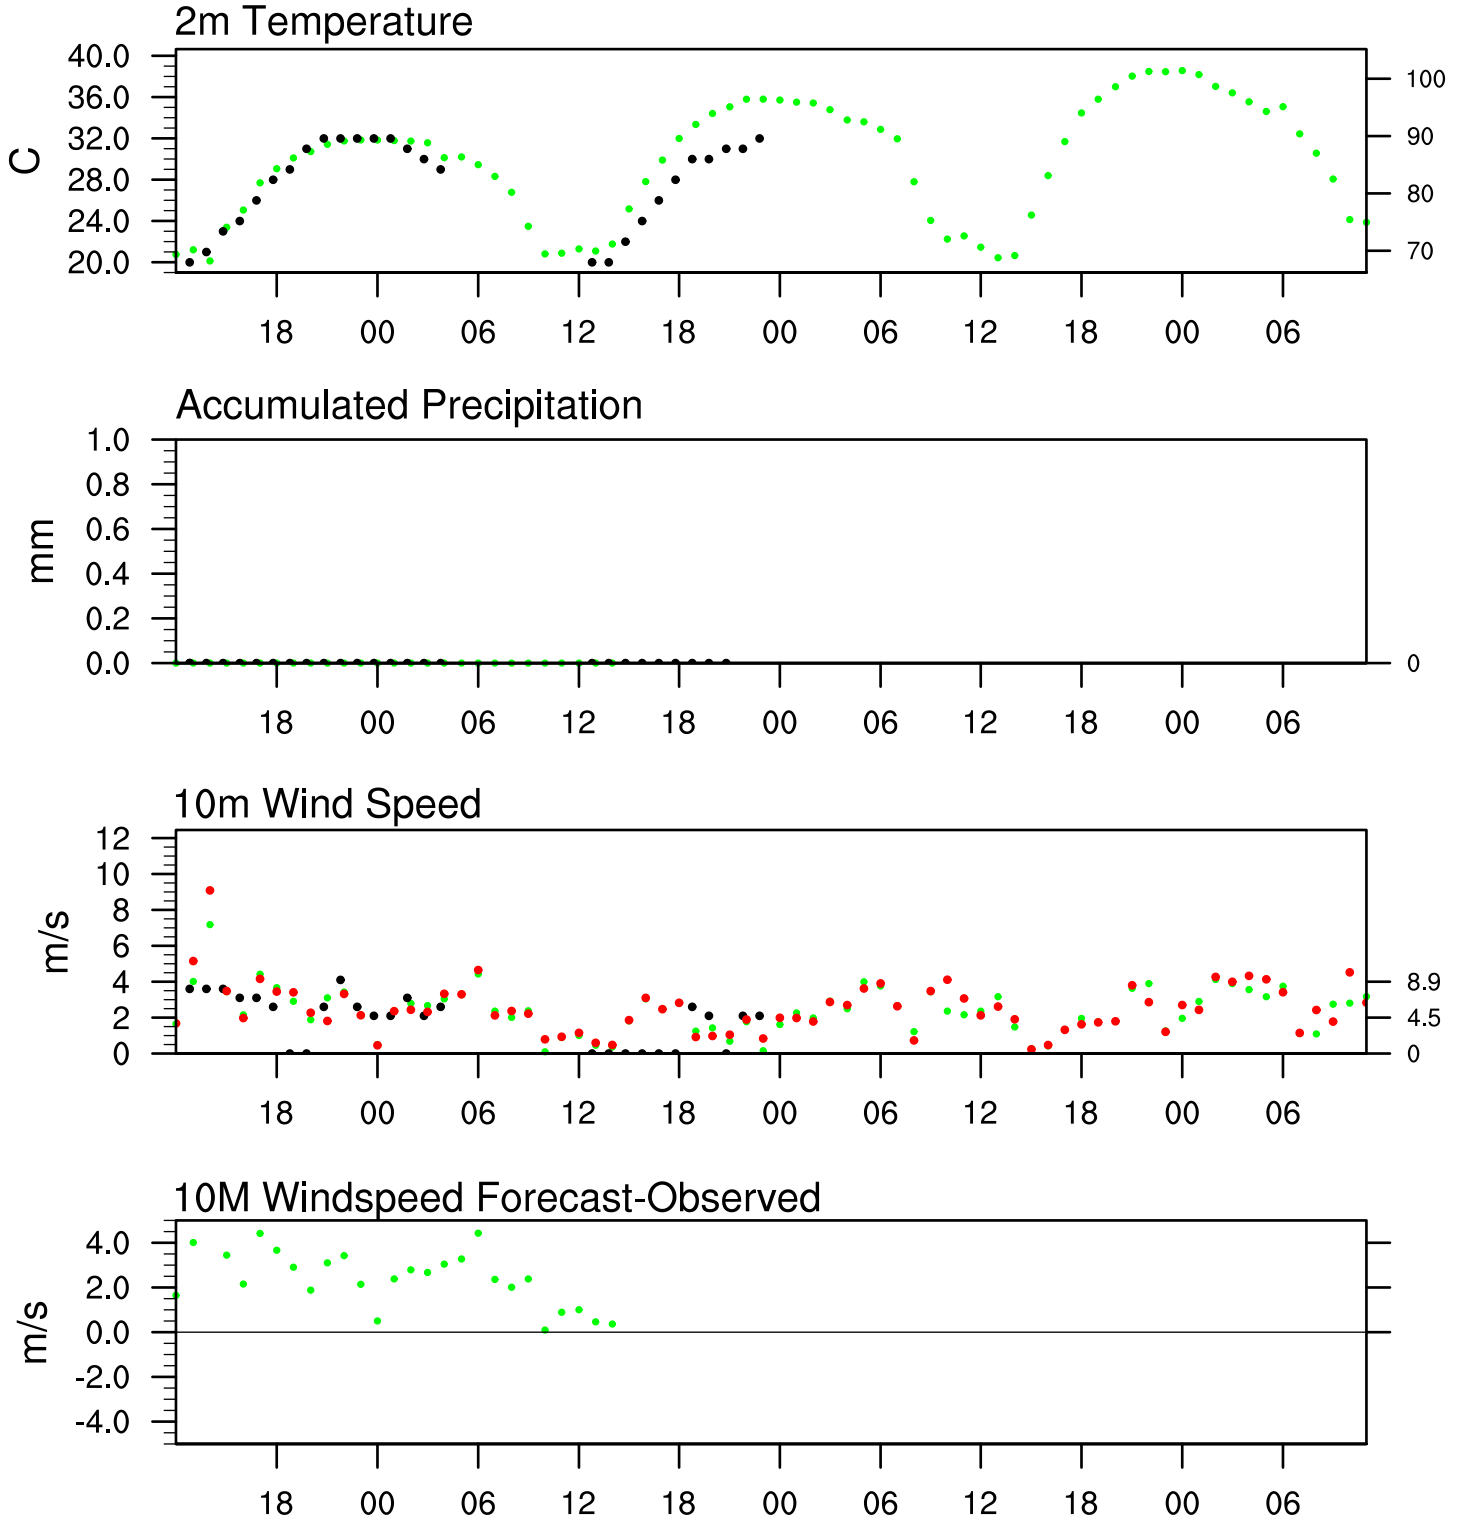 2m Temperature
40.0
36.0
32.0
28.0
24.0
20.0
C
100
90
80
70
18 00 06 12 18 00 06 12 18 00 06
Accumulated Precipitation
1.0
0.8
0.6
0.4
0.2
0.0
mm
0
18 00 06 12 18 00 06 12 18 00 06
10m Wind Speed
12
10
8
6
4
2
0
m/s
8.9
4.5
0
18 00 06 12 18 00 06 12 18 00 06
10M Windspeed Forecast-Observed
4.0
2.0
0.0
-2.0
-4.0
m/s
18 00 06 12 18 00 06 12 18 00 06